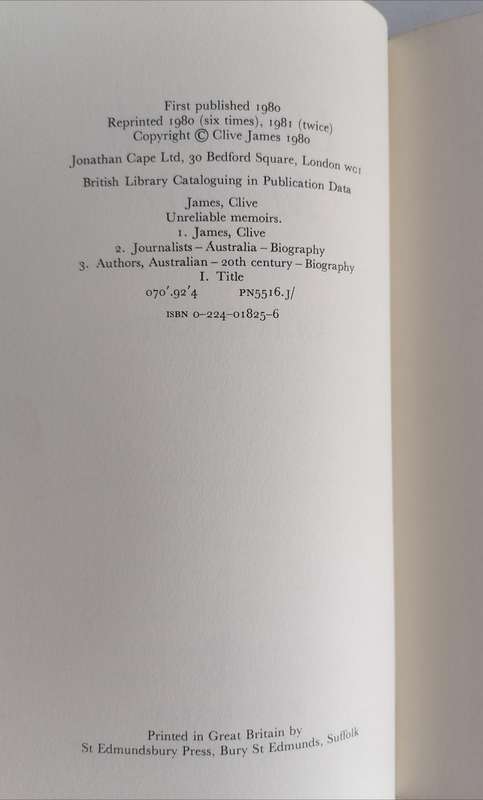 First published 1980
Reprinted 1980 (six times), 1981 (twice)
Copyright © Clive James 1980
Jonathan Cape Ltd, 30 Bedford Square, London WC1
British Library Cataloguing in Publication Data
James, Clive
Unreliable memoirs.
1. James, Clive
2. Journalists – Australia – Biography
3. Authors, Australian – 20th century – Biography
I. Title
070'.92'4 PN5516.J/
ISBN 0–224–01825–6
Printed in Great Britain by
St Edmundsbury Press, Bury St Edmunds, Suffolk